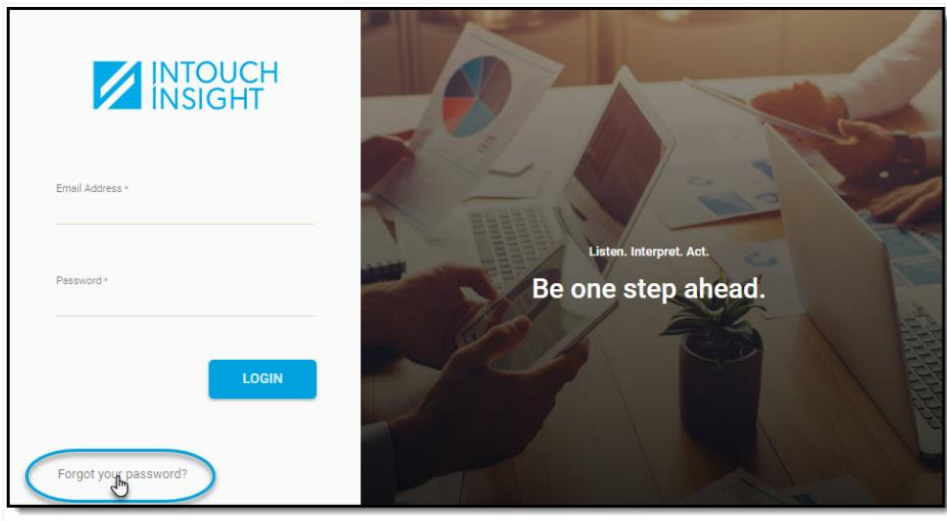 INTOUCH
INSIGHT
Email Address *
Password *
LOGIN
Forgot your password?
Listen. Interpret. Act.
Be one step ahead.